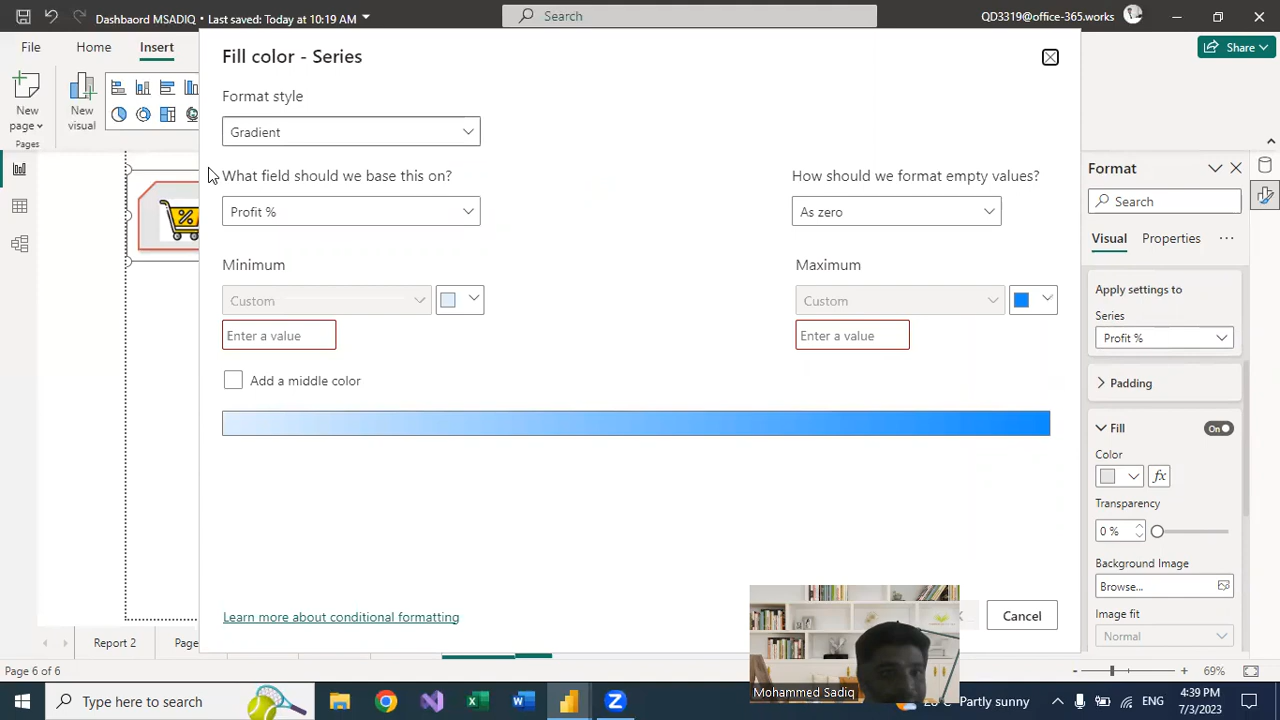 Dashbaord MSADIQ • Last saved: Today at 10:19 AM
Search
QD3319@office-365.works
File
Home
Insert
Share
New
page
New
visual
Pages
Fill color - Series
Format style
Gradient
What field should we base this on?
How should we format empty values?
Profit %
As zero
Minimum
Maximum
Custom
Custom
Enter a value
Enter a value
Add a middle color
Learn more about conditional formatting
Cancel
Format
Search
Visual
Properties
Apply settings to
Series
Profit %
Padding
Fill
On
Color
fx
Transparency
0 %
Background Image
Browse...
Image fit
Normal
Mohammed Sadiq
Report 2
Page
Page 6 of 6
69%
Type here to search
Partly sunny
ENG
4:39 PM
7/3/2023